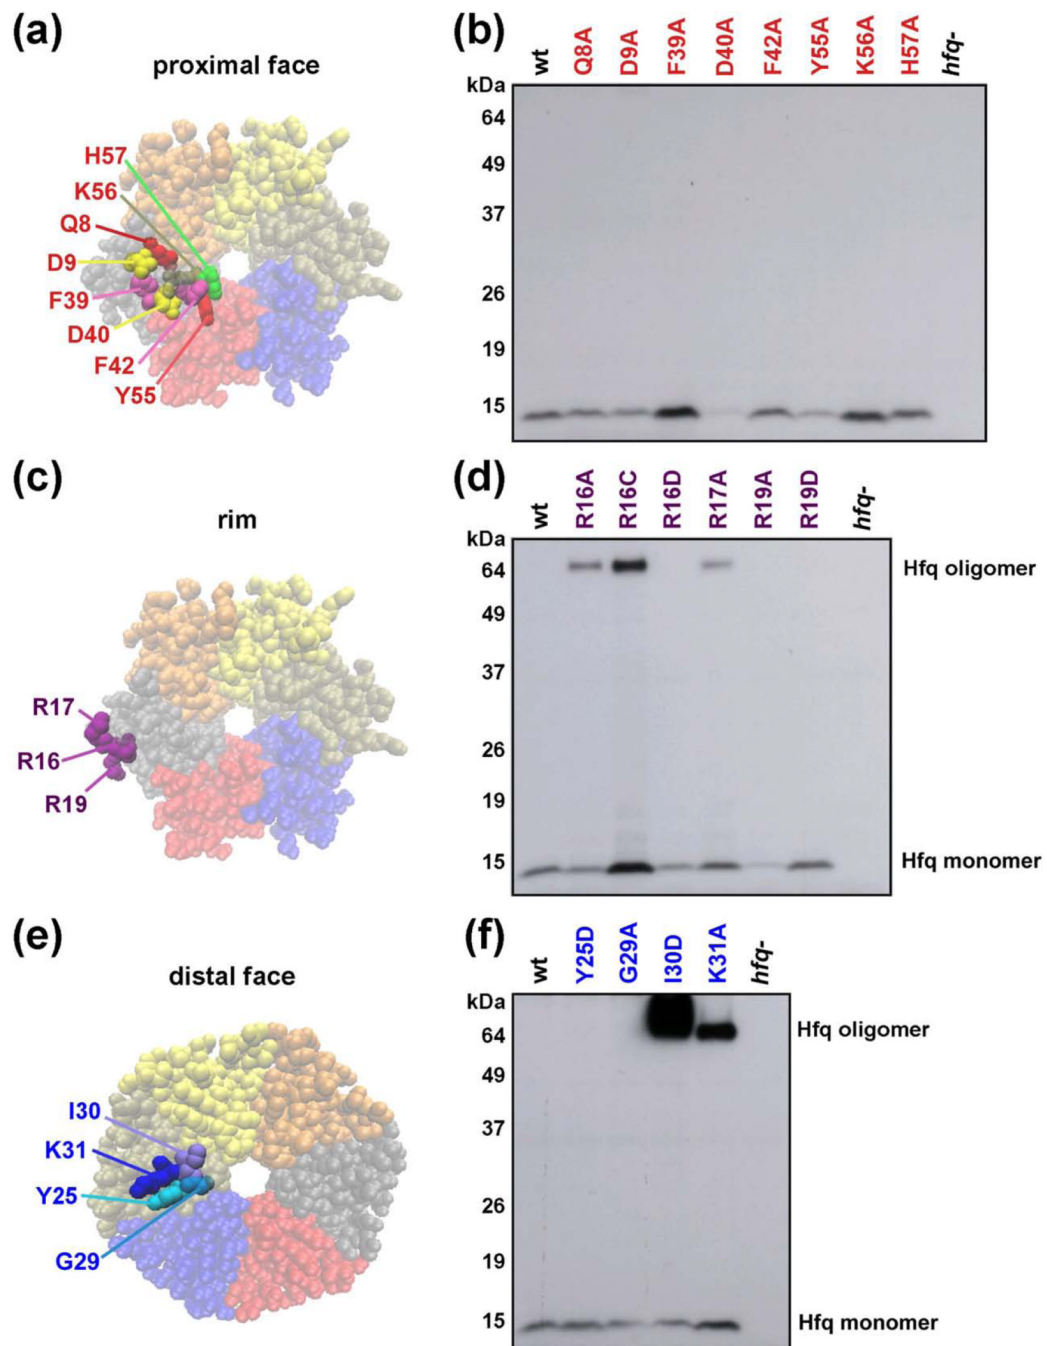 (a)
proximal face
H57
K56
Q8
D9
F39
D40
F42
Y55
(b)
wt Q8A D9A F39A D40A F42A Y55A K56A H57A hfq-
kDa
64
49
37
26
19
15
(c)
rim
R17
R16
R19
(d)
wt R16A R16C R16D R17A R19A R19D hfq-
kDa
64 Hfq oligomer
49
37
26
19
15 Hfq monomer
(e)
distal face
I30
K31
Y25
G29
(f)
wt Y25D G29A I30D K31A hfq-
kDa
64 Hfq oligomer
49
37
26
19
15 Hfq monomer